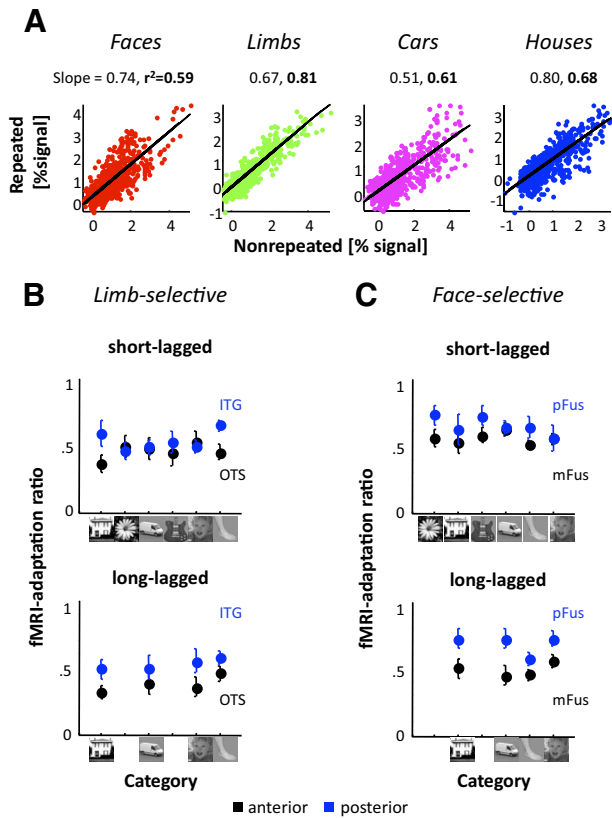 A
Faces Limbs Cars Houses
Slope = 0.74, r²=0.59 0.67, 0.81 0.51, 0.61 0.80, 0.68
Repeated
[%signal]
4
3
2
1
0
0 2 4
4
3
2
1
0
-1
0 2 4
4
3
2
1
0
0 2 4
3
2
1
0
-1
-1 0 1 2 3
Nonrepeated [% signal]
B Limb-selective
short-lagged
1
.5
0
ITG
OTS
fMRI-adaptation ratio
long-lagged
1
.5
0
ITG
OTS
Category
C Face-selective
short-lagged
1
.5
0
pFus
mFus
fMRI-adaptation ratio
long-lagged
1
.5
0
pFus
mFus
Category
anterior posterior